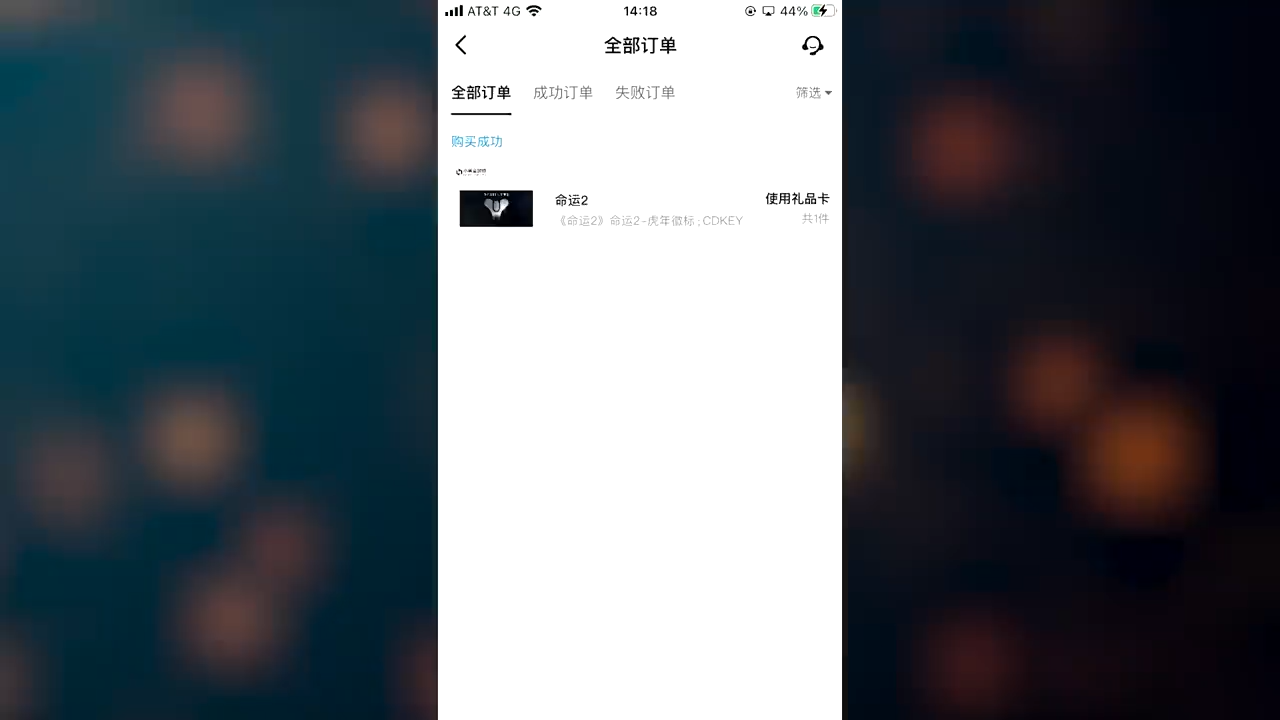 AT&T 4G 14:18 44%
全部订单
全部订单 成功订单 失败订单 筛选
购买成功
命运2 使用礼品卡
《命运2》命运2-虎年徽标 ; CDKEY 共1件